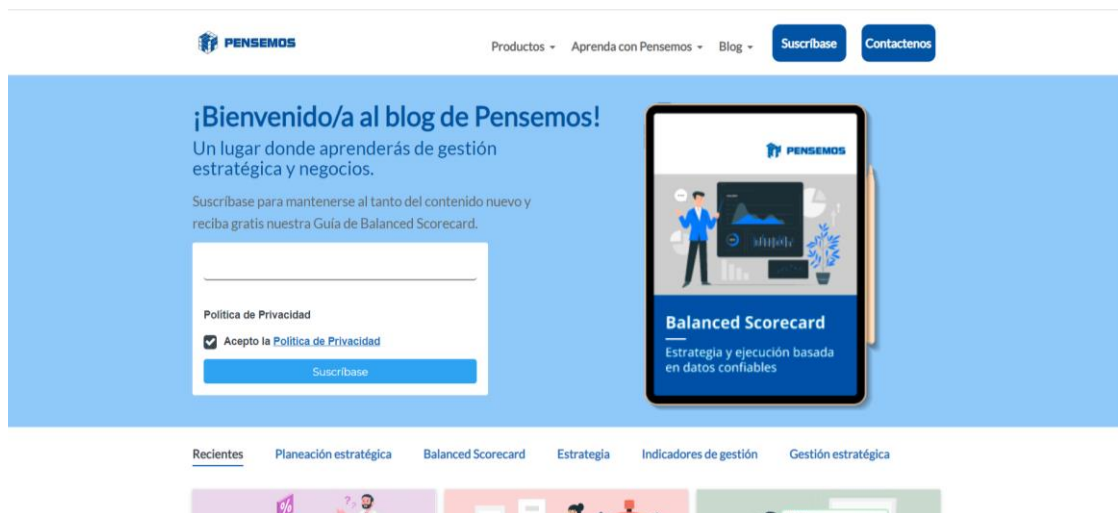 PENSEMOS
Productos
Aprenda con Pensemos
Blog
Suscríbase
Contactenos
¡Bienvenido/a al blog de Pensemos!
Un lugar donde aprenderás de gestión
estratégica y negocios.
Suscríbase para mantenerse al tanto del contenido nuevo y
reciba gratis nuestra Guía de Balanced Scorecard.
Política de Privacidad
Acepto la Política de Privacidad
Suscríbase
PENSEMOS
Balanced Scorecard
Estrategia y ejecución basada
en datos confiables
Recientes
Planeación estratégica
Balanced Scorecard
Estrategia
Indicadores de gestión
Gestión estratégica
%
? ?